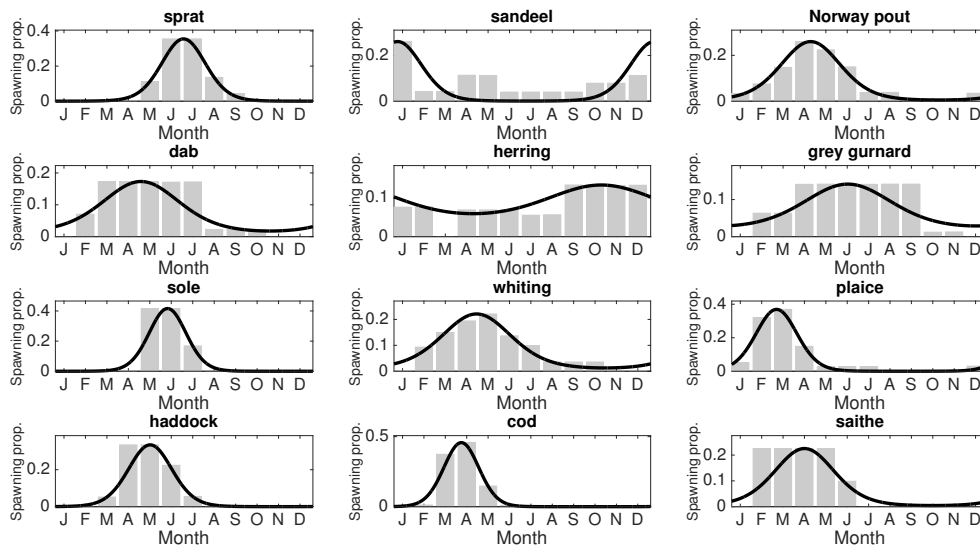 sprat
Spawning prop.
0.4
0.2
0
J F M A M J J A S O N D
Month
sandeel
Spawning prop.
0.2
0
J F M A M J J A S O N D
Month
Norway pout
Spawning prop.
0.2
0
J F M A M J J A S O N D
Month
dab
Spawning prop.
0.2
0.1
0
J F M A M J J A S O N D
Month
herring
Spawning prop.
0.1
0
J F M A M J J A S O N D
Month
grey gurnard
Spawning prop.
0.1
0
J F M A M J J A S O N D
Month
sole
Spawning prop.
0.4
0.2
0
J F M A M J J A S O N D
Month
whiting
Spawning prop.
0.2
0.1
0
J F M A M J J A S O N D
Month
plaice
Spawning prop.
0.4
0.2
0
J F M A M J J A S O N D
Month
haddock
Spawning prop.
0.2
0
J F M A M J J A S O N D
Month
cod
Spawning prop.
0.5
0
J F M A M J J A S O N D
Month
saithe
Spawning prop.
0.2
0
J F M A M J J A S O N D
Month